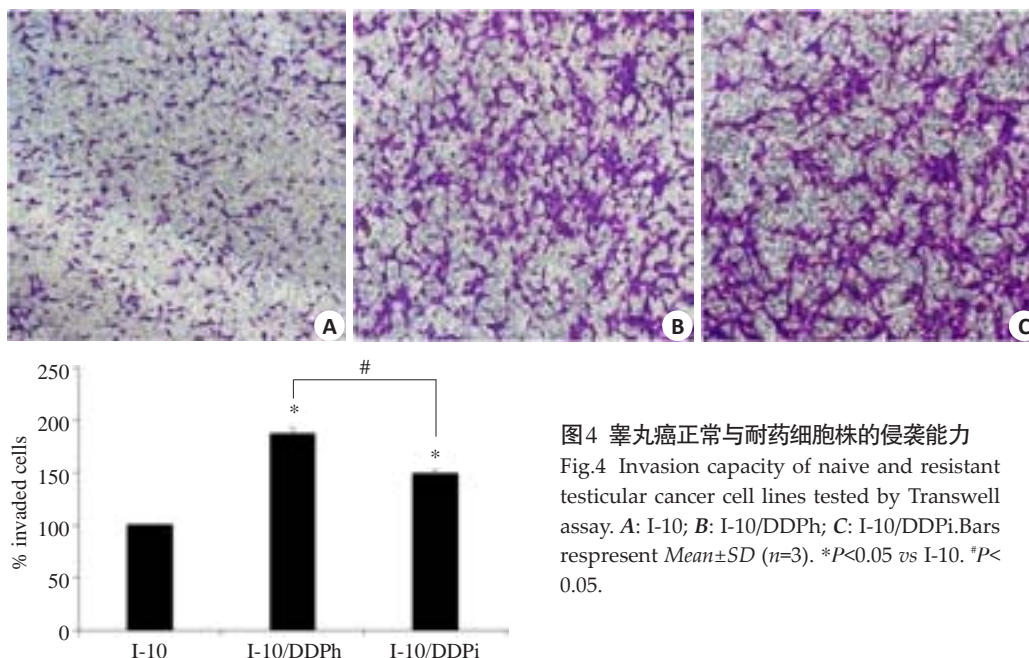 A
B
C
250
200
150
100
50
0
% invaded cells
*
#
*
I-10
I-10/DDPh
I-10/DDPi
图4 睾丸癌正常与耐药细胞株的侵袭能力
Fig.4 Invasion capacity of naive and resistant
testicular cancer cell lines tested by Transwell
assay. A: I-10; B: I-10/DDPh; C: I-10/DDPi.Bars
respresent Mean±SD (n=3). *P<0.05 vs I-10. #P<
0.05.